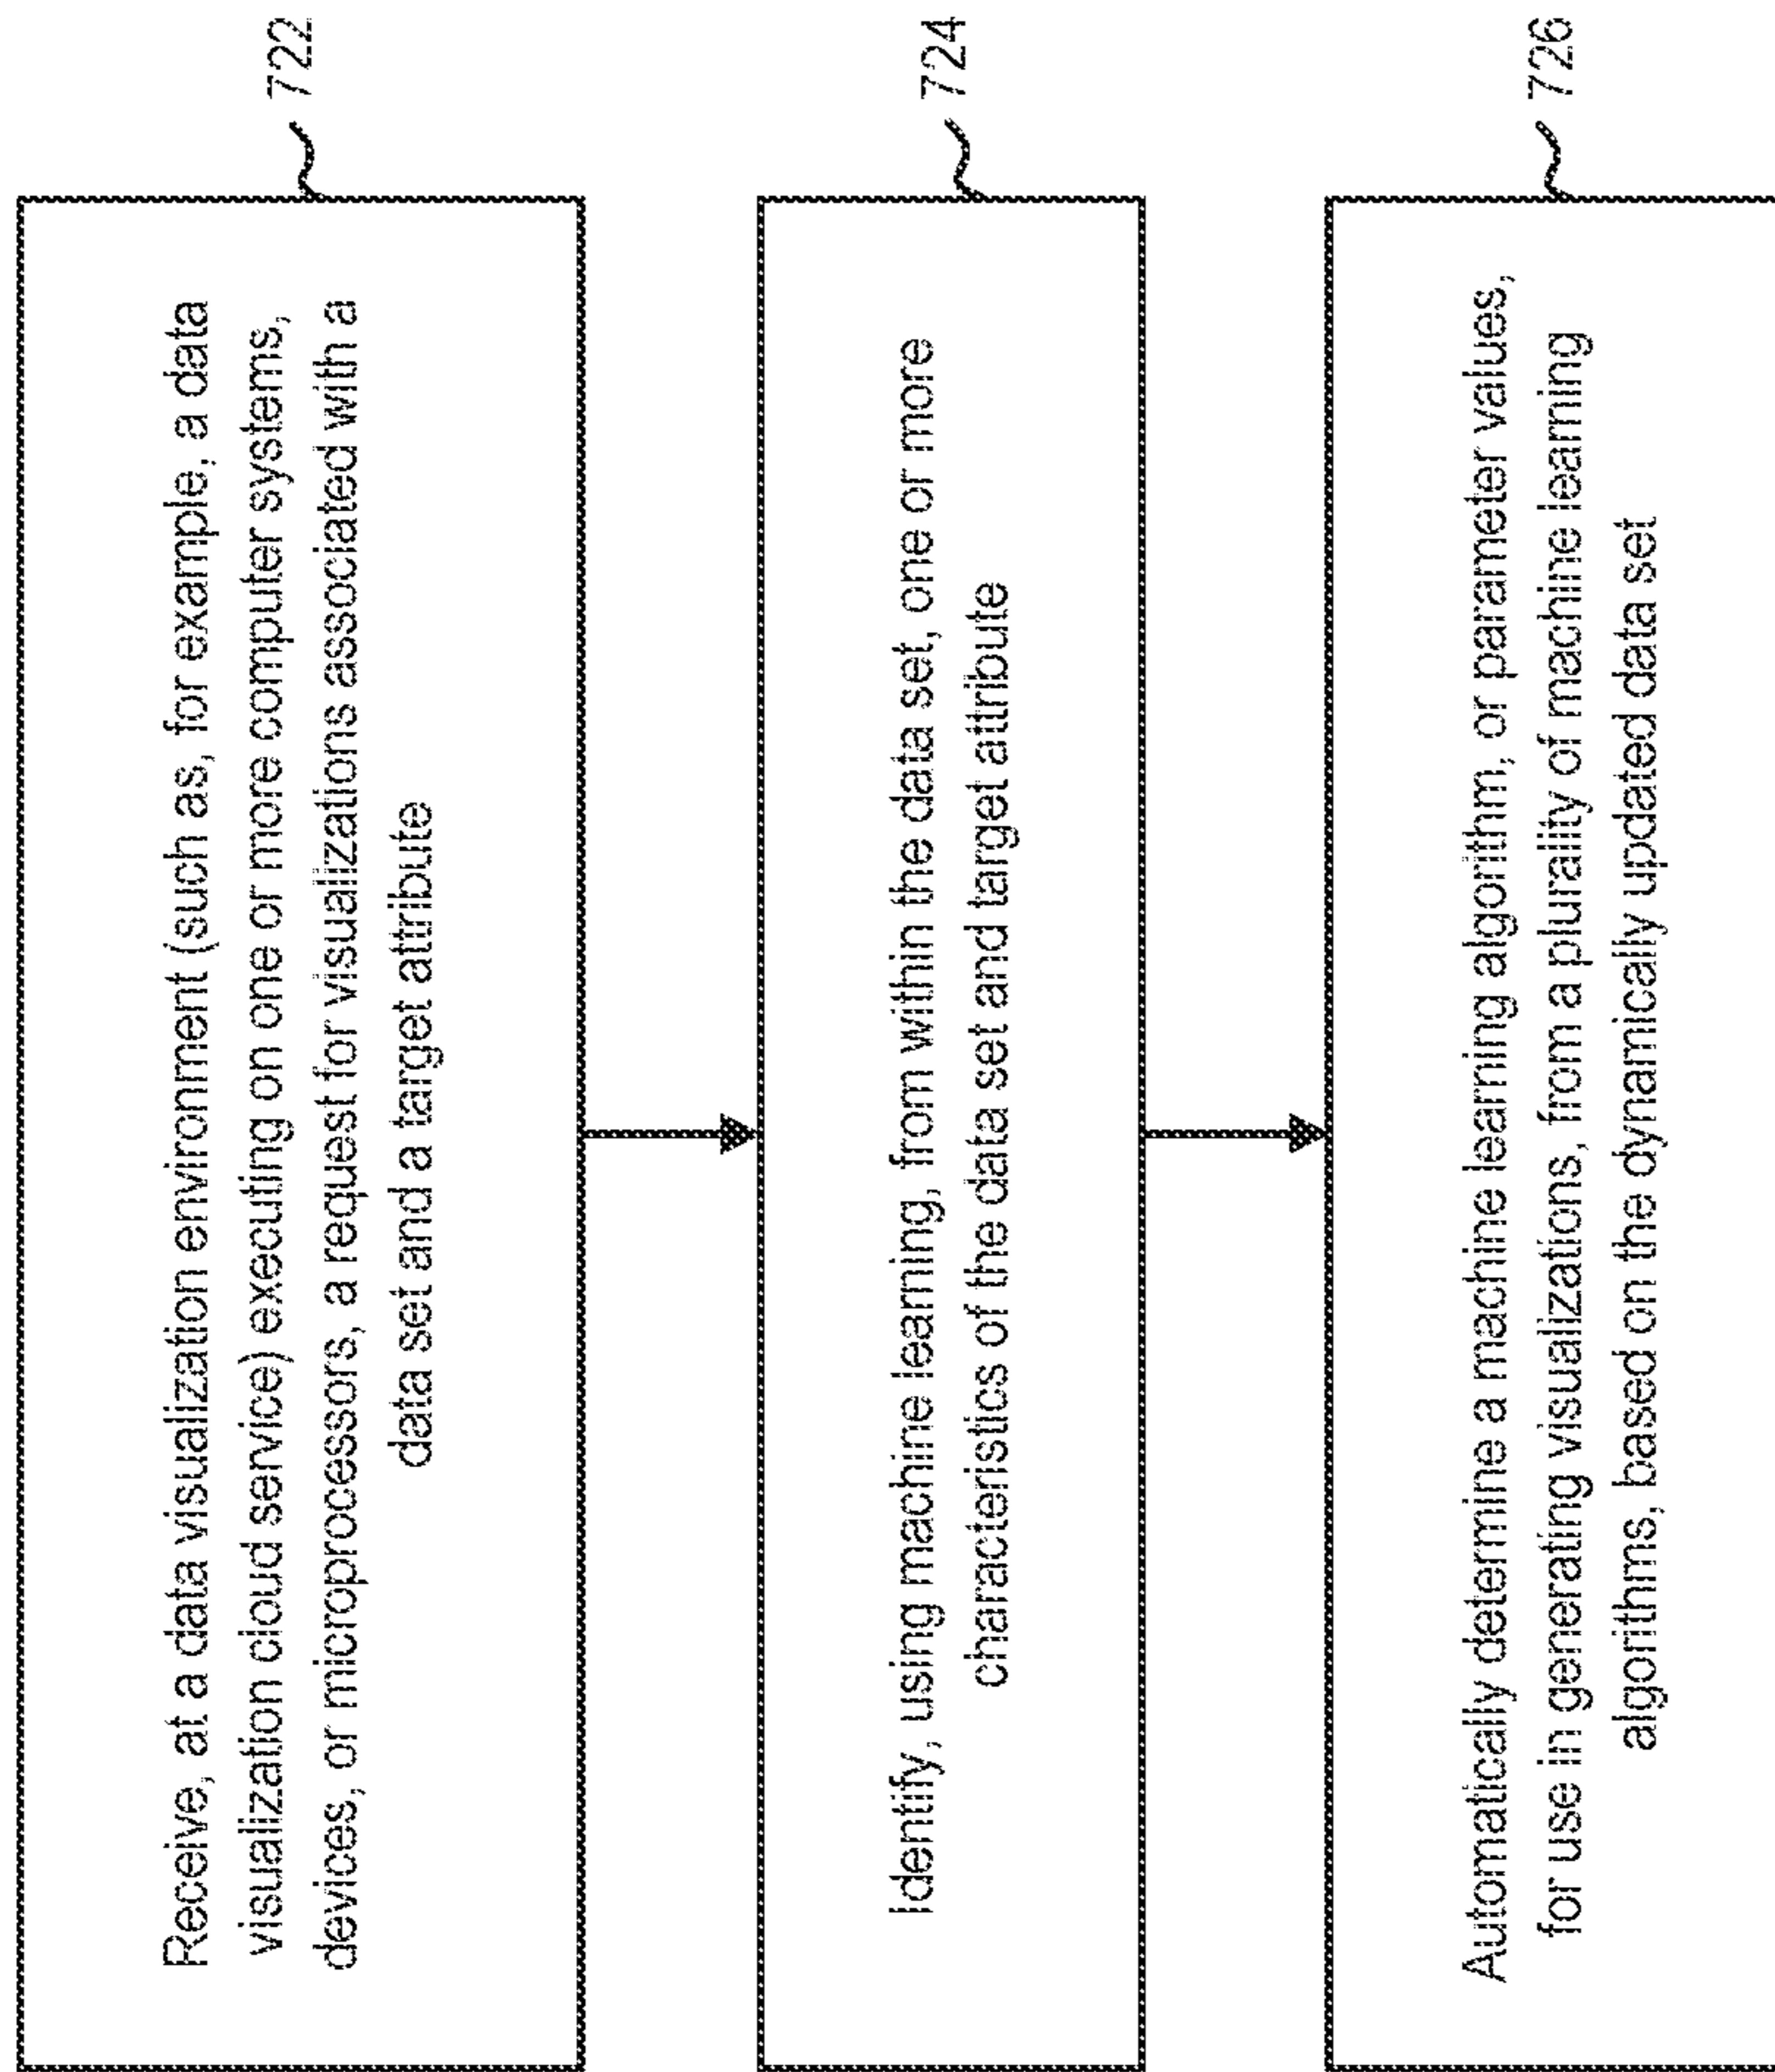 Receive, at a data visualization environment (such as, for example, a data
visualization cloud service) executing on one or more computer systems,
devices, or microprocessors, a request for visualizations associated with a
data set and a target attribute
722
Identify, using machine learning, from within the data set, one or more
characteristics of the data set and target attribute
724
Automatically determine a machine learning algorithm, or parameter values,
for use in generating visualizations, from a plurality of machine learning
algorithms, based on the dynamically updated data set
726